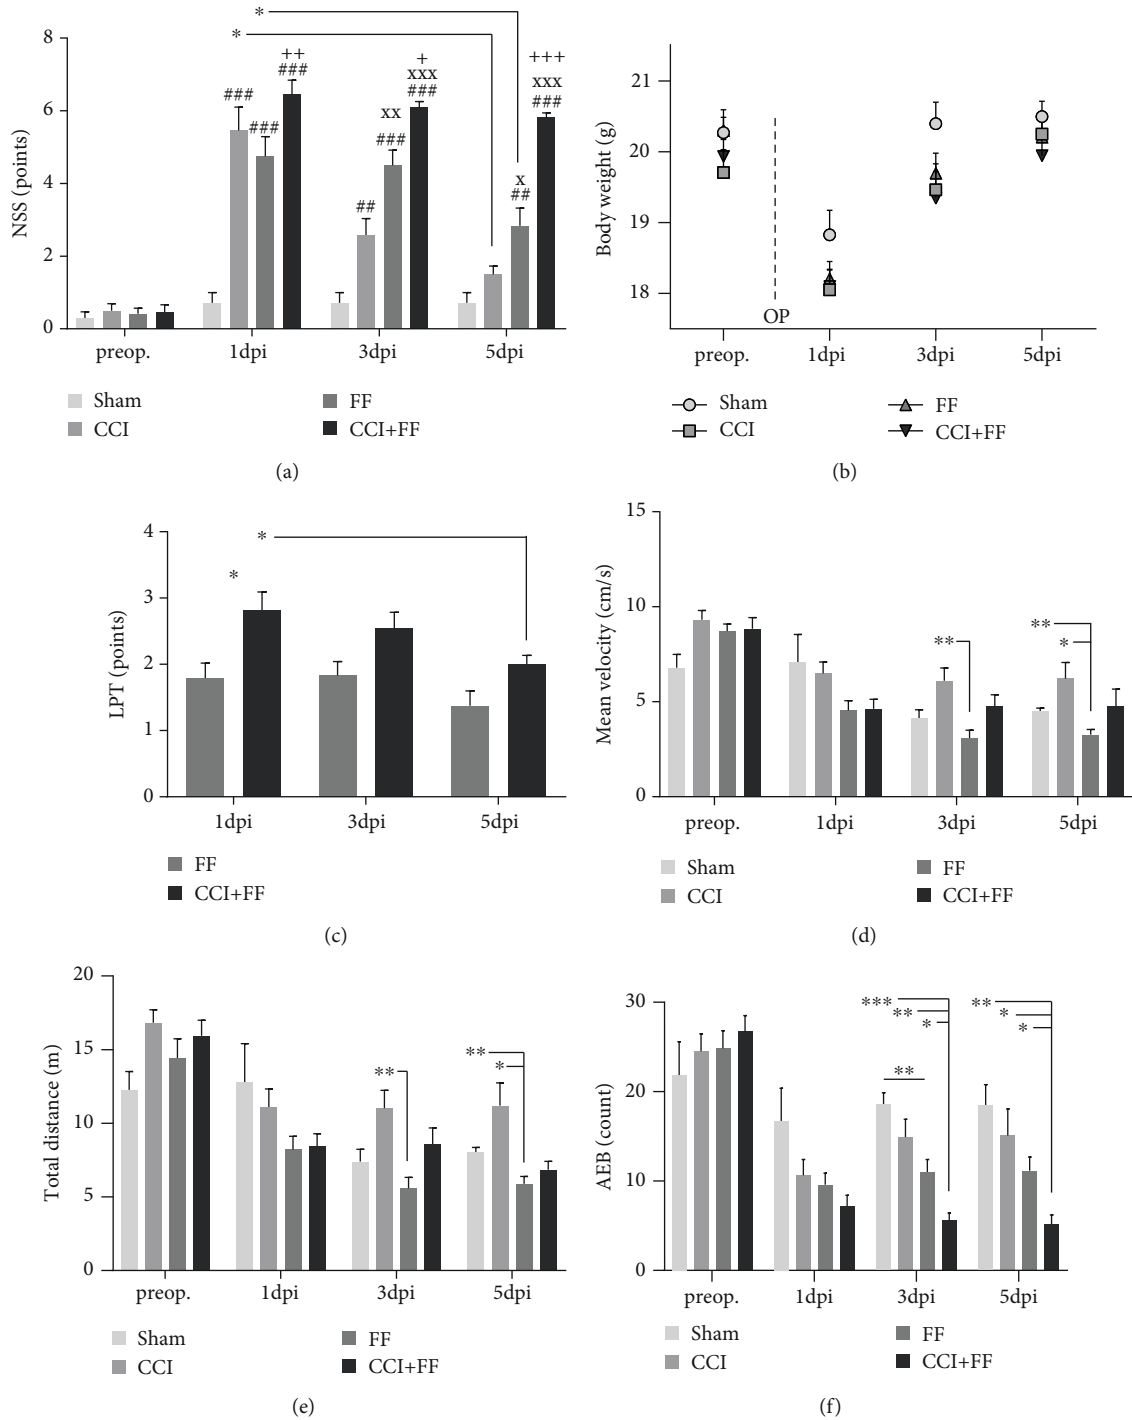 *
*
8
6
4
2
0
NSS (points)
###
###
++
###
##
xx
###
+
xxx
###
x
##
+++
xxx
###
preop.
1dpi
3dpi
5dpi
Sham
FF
CCI
CCI+FF
(a)
21
20
19
18
Body weight (g)
OP
preop.
1dpi
3dpi
5dpi
Sham
FF
CCI
CCI+FF
(b)
4
3
2
1
0
LPT (points)
*
*
1dpi
3dpi
5dpi
FF
CCI+FF
(c)
15
10
5
0
Mean velocity (cm/s)
**
**
*
preop.
1dpi
3dpi
5dpi
Sham
FF
CCI
CCI+FF
(d)
20
15
10
5
0
Total distance (m)
**
**
*
preop.
1dpi
3dpi
5dpi
Sham
FF
CCI
CCI+FF
(e)
30
20
10
0
AEB (count)
***
**
*
**
**
*
*
preop.
1dpi
3dpi
5dpi
Sham
FF
CCI
CCI+FF
(f)